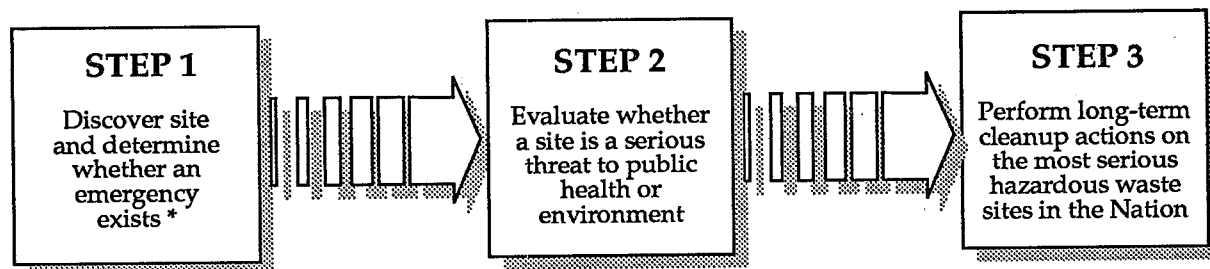 STEP 1
Discover site
and determine
whether an
emergency
exists *
STEP 2
Evaluate whether
a site is a serious
threat to public
health or
environment
STEP 3
Perform long-term
cleanup actions on
the most serious
hazardous waste
sites in the Nation